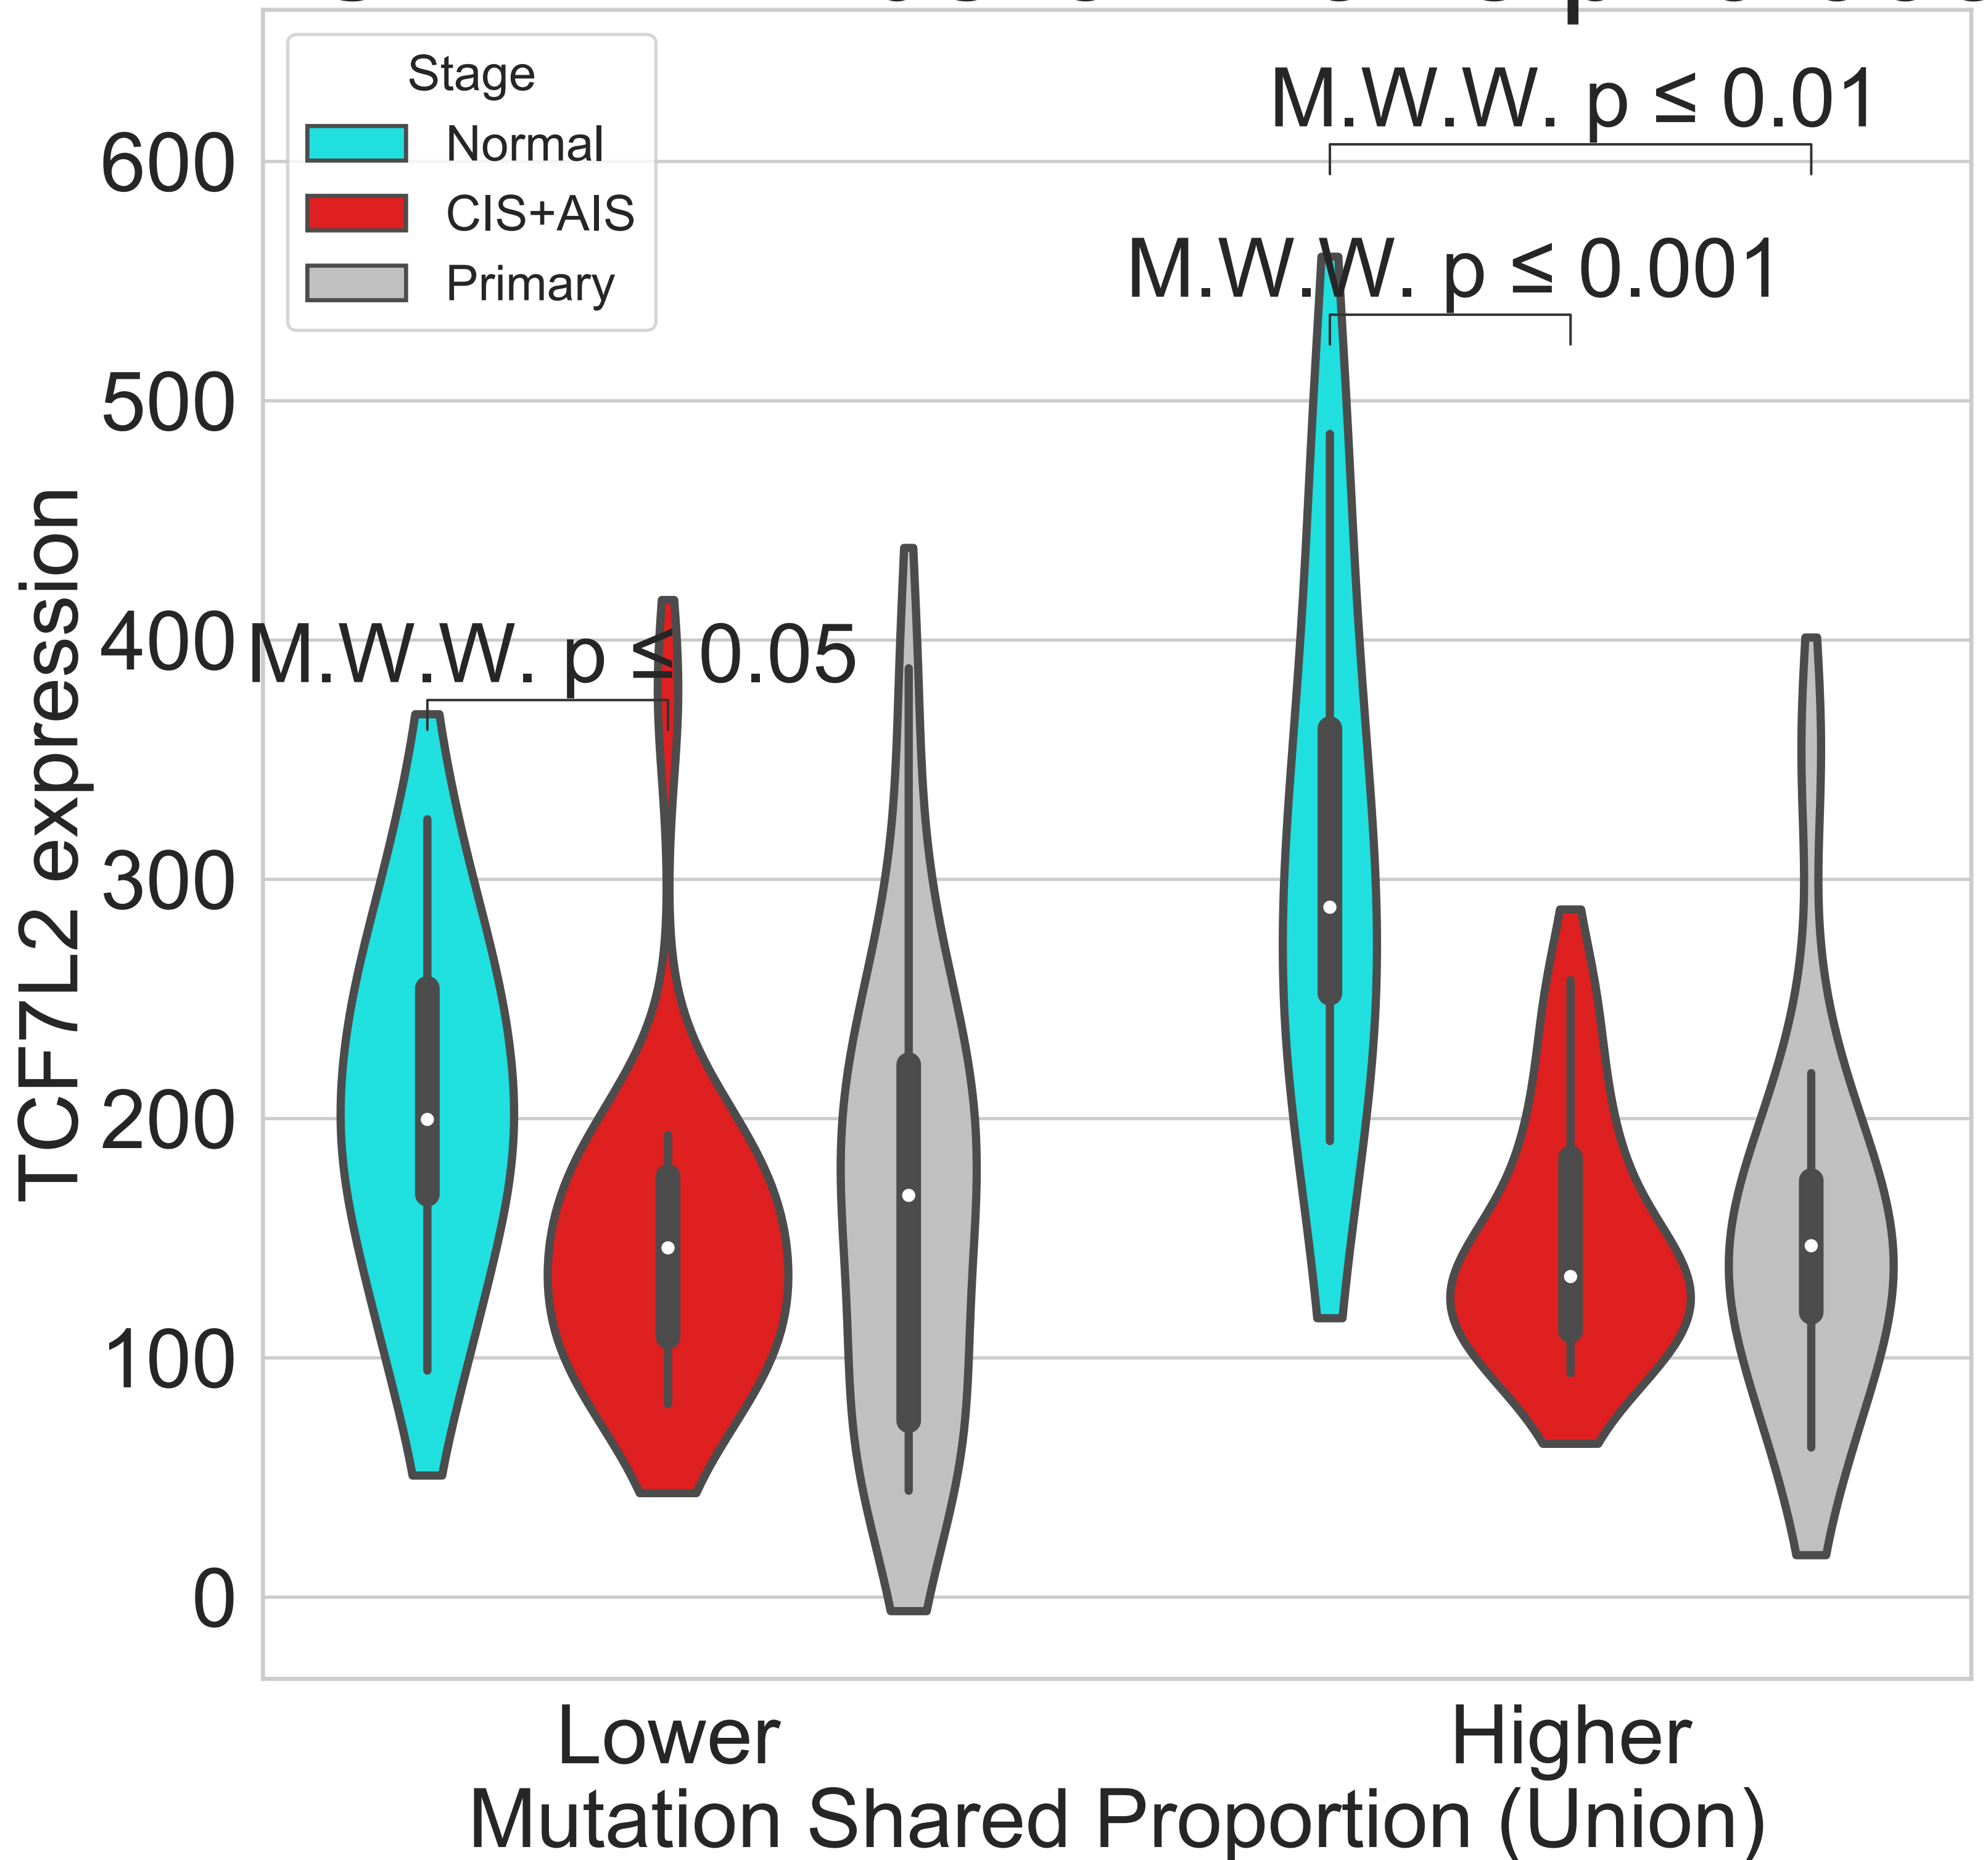 Stage
Normal
CIS+AIS
Primary
M.W.W. p ≤ 0.01
M.W.W. p ≤ 0.001
M.W.W. p ≤ 0.05
600
500
400
300
200
100
0
TCF7L2 expression
Lower
Higher
Mutation Shared Proportion (Union)